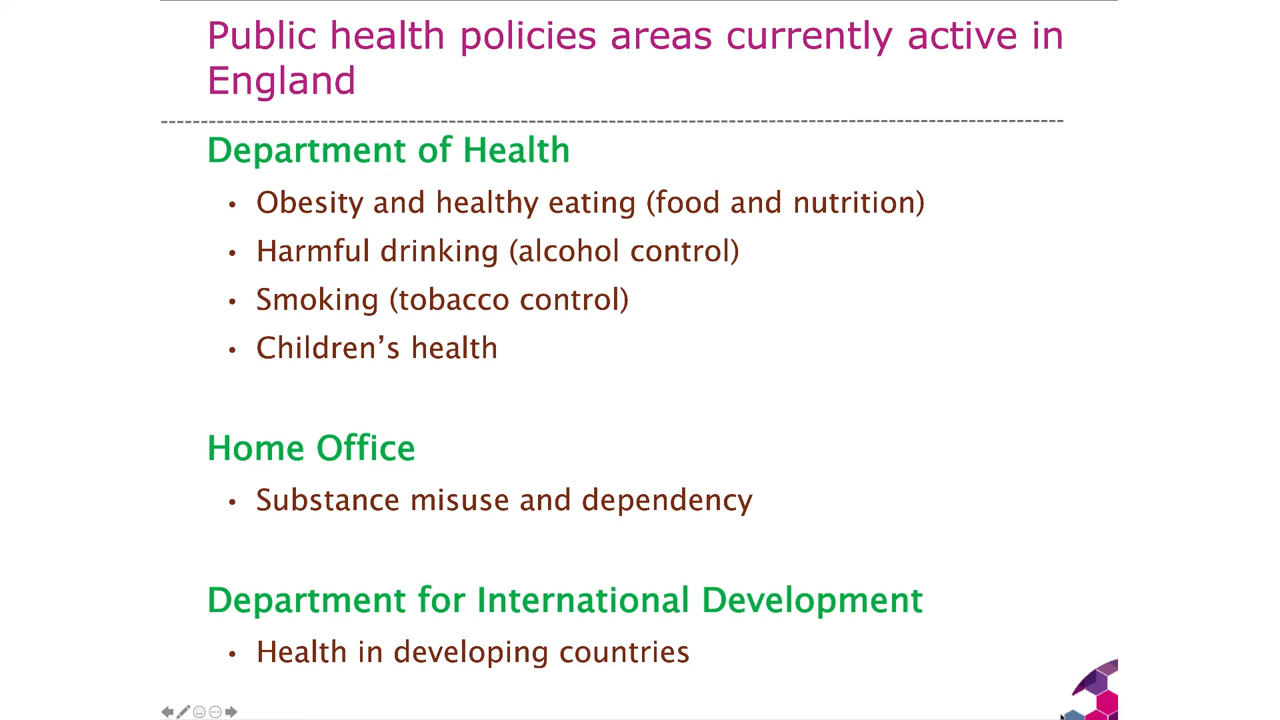 Public health policies areas currently active in
England
Department of Health
• Obesity and healthy eating (food and nutrition)
• Harmful drinking (alcohol control)
• Smoking (tobacco control)
• Children’s health
Home Office
• Substance misuse and dependency
Department for International Development
• Health in developing countries